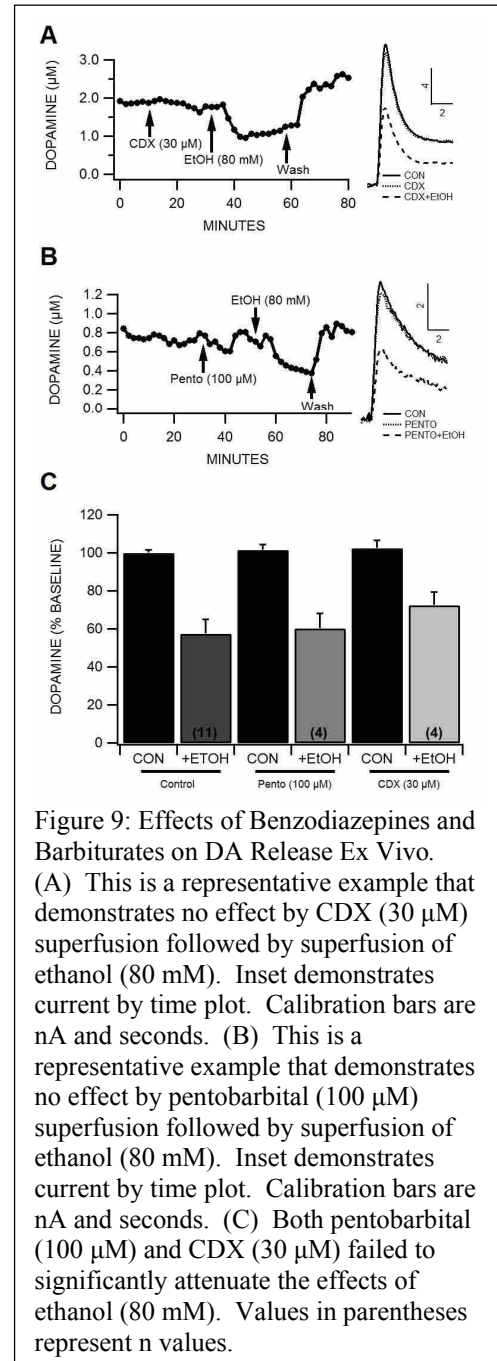 A
DOPAMINE (µM)
3.0
2.0
1.0
0.0
CDX (30 µM)
EtOH (80 mM)
Wash
0 20 40 60 80
MINUTES
4
2
CON
CDX
CDX+EtOH
B
DOPAMINE (µM)
1.2
1.0
0.8
0.6
0.4
0.2
0.0
EtOH (80 mM)
Pento (100 µM)
Wash
0 20 40 60 80
MINUTES
2
2
CON
PENTO
PENTO+EtOH
C
DOPAMINE (% BASELINE)
120
100
80
60
40
20
0
(11) (4) (4)
CON +ETOH CON +EtOH CON +EtOH
Control Pento (100 µM) CDX (30 µM)
Figure 9: Effects of Benzodiazepines and
Barbiturates on DA Release Ex Vivo.
(A) This is a representative example that
demonstrates no effect by CDX (30 µM)
superfusion followed by superfusion of
ethanol (80 mM). Inset demonstrates
current by time plot. Calibration bars are
nA and seconds. (B) This is a
representative example that demonstrates
no effect by pentobarbital (100 µM)
superfusion followed by superfusion of
ethanol (80 mM). Inset demonstrates
current by time plot. Calibration bars are
nA and seconds. (C) Both pentobarbital
(100 µM) and CDX (30 µM) failed to
significantly attenuate the effects of
ethanol (80 mM). Values in parentheses
represent n values.